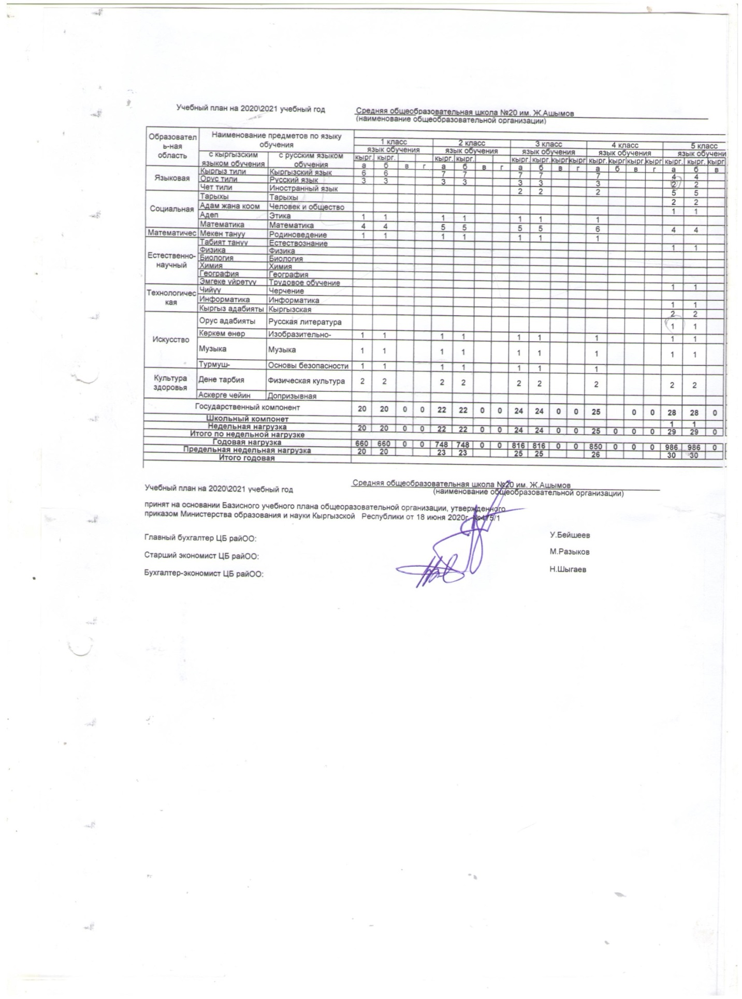 Учебный план на 2020\2021 учебный год Средняя общеобразовательная школа №20 им. Ж.Ашымов
(наименование общеобразовательной организации)
Образователь-ная область Наименование предметов по языку обучения
1 класс 2 класс 3 класс 4 класс 5 класс
язык обучения язык обучения язык обучения язык обучения язык обучени
с кыргызским языком обучения с русским языком обучения кырг. кырг. кырг. кырг. кырг. кырг. кырг кырг кырг. кырг кырг. кырг кырг. кырг. кырг
а б в г а б в г а б в г а б в г а б в
Языковая Кыргыз тили Кыргызский язык 6 6 7 7 7 7 7 4 4
Орус тили Русский язык 3 3 3 3 3 3 3 2 2
Чет тили Иностранный язык 2 2 2 5 5
Социальная Тарыхы Тарыхы 2 2
Адам жана коом Человек и общество 1 1
Адеп Этика 1 1 1 1 1 1 1
Математика Математика 4 4 5 5 5 5 6 4 4
Математичес Мекен тануу Родиноведение 1 1 1 1 1 1 1
Естественно-научный Табият тануу Естествознание 1 1
Физика Физика
Биология Биология
Химия Химия
География География
Эмгеке үйрөтүү Трудовое обучение 1 1
Технологичес кая Чийүү Черчение
Информатика Информатика 1 1
Кыргыз адабияты Кыргызская 2 2
Искусство Орус адабияты Русская литература 1 1
Көркөм өнөр Изобразительно- 1 1 1 1 1 1 1 1 1
Музыка Музыка 1 1 1 1 1 1 1 1 1
Турмуш- Основы безопасности 1 1 1 1 1 1 1
Культура здоровья Дене тарбия Физическая культура 2 2 2 2 2 2 2 2 2
Аскерге чейин Допризывная
Государственный компонент 20 20 0 0 22 22 0 0 24 24 0 0 25 0 0 28 28 0
Школьный компонет 1 1
Недельная нагрузка 20 20 0 0 22 22 0 0 24 24 0 0 25 0 0 0 29 29 0
Итого по недельной нагрузке
Годовая нагрузка 660 660 0 0 748 748 0 0 816 816 0 0 850 0 0 0 986 986 0
Предельная недельная нагрузка 20 20 23 23 25 25 26 30 30
Итого годовая
Учебный план на 2020\2021 учебный год Средняя общеобразовательная школа №20 им. Ж.Ашымов
(наименование общеобразовательной организации)
принят на основании Базисного учебного плана общеоразовательной организации, утвержденного
приказом Министерства образования и науки Кыргызской Республики от 18 июня 2020г. №475/1
Главный бухгалтер ЦБ райОО: У.Бейшеев
Старший экономист ЦБ райОО: М.Разыков
Бухгалтер-экономист ЦБ райОО: Н.Шыгаев